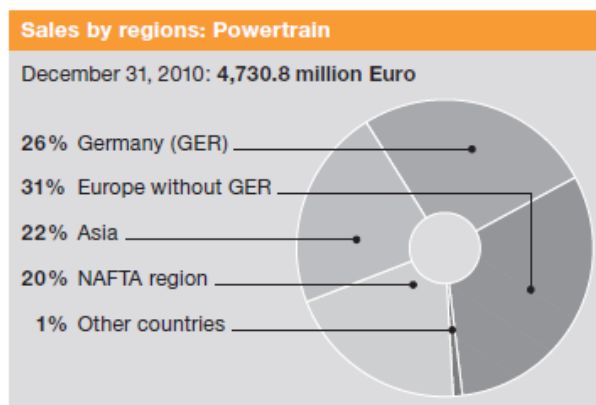 Sales by regions: Powertrain
December 31, 2010: 4,730.8 million Euro
26% Germany (GER)
31% Europe without GER
22% Asia
20% NAFTA region
1% Other countries